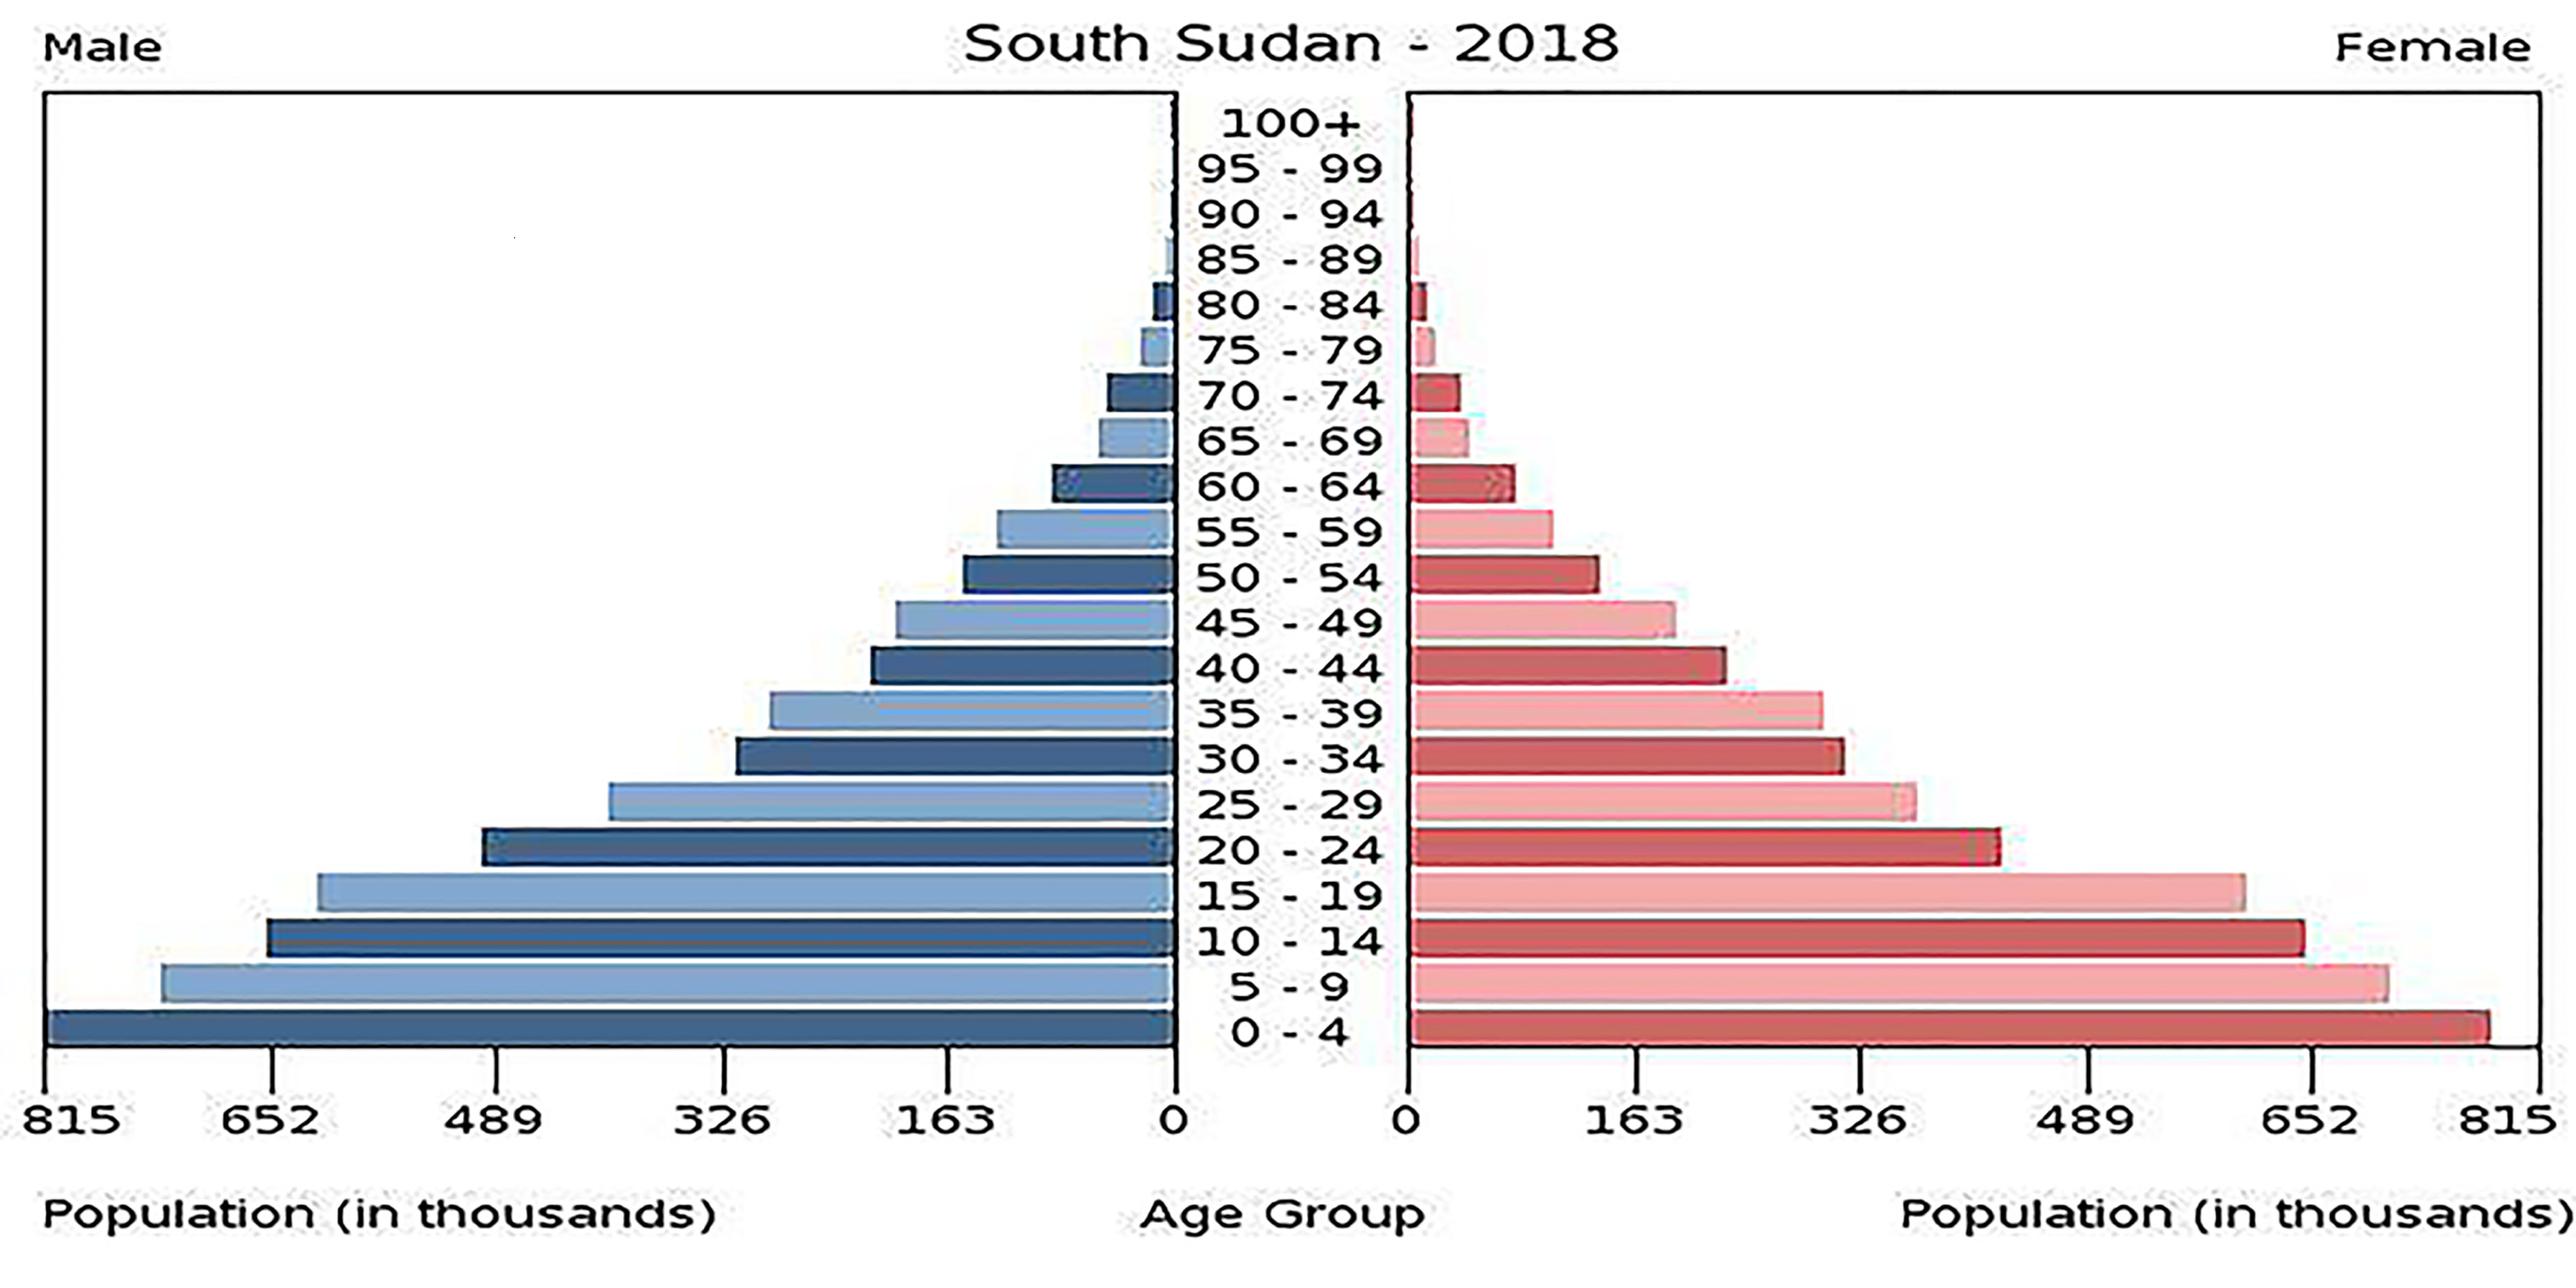 Male South Sudan - 2018 Female
100+
95 - 99
90 - 94
85 - 89
80 - 84
75 - 79
70 - 74
65 - 69
60 - 64
55 - 59
50 - 54
45 - 49
40 - 44
35 - 39
30 - 34
25 - 29
20 - 24
15 - 19
10 - 14
5 - 9
0 - 4
815 652 489 326 163 0 0 163 326 489 652 815
Population (in thousands) Age Group Population (in thousands)